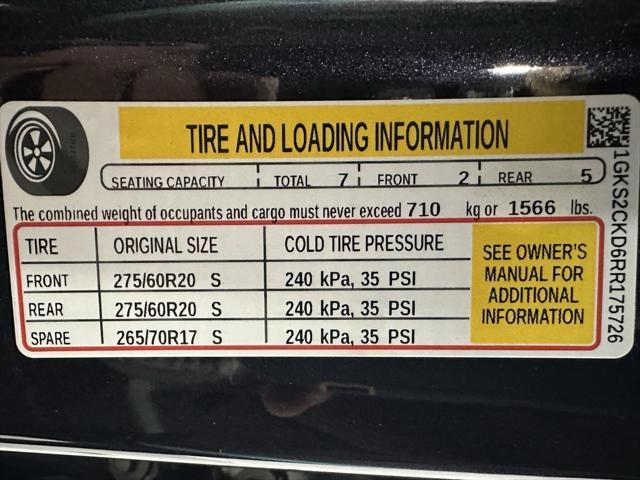 TIRE AND LOADING INFORMATION
SEATING CAPACITY TOTAL 7 FRONT 2 REAR 5
The combined weight of occupants and cargo must never exceed 710 kg or 1566 lbs.
TIRE ORIGINAL SIZE COLD TIRE PRESSURE
FRONT 275/60R20 S 240 kPa, 35 PSI
REAR 275/60R20 S 240 kPa, 35 PSI
SPARE 265/70R17 S 240 kPa, 35 PSI
SEE OWNER'S
MANUAL FOR
ADDITIONAL
INFORMATION
1GKS2CKD6RR175726